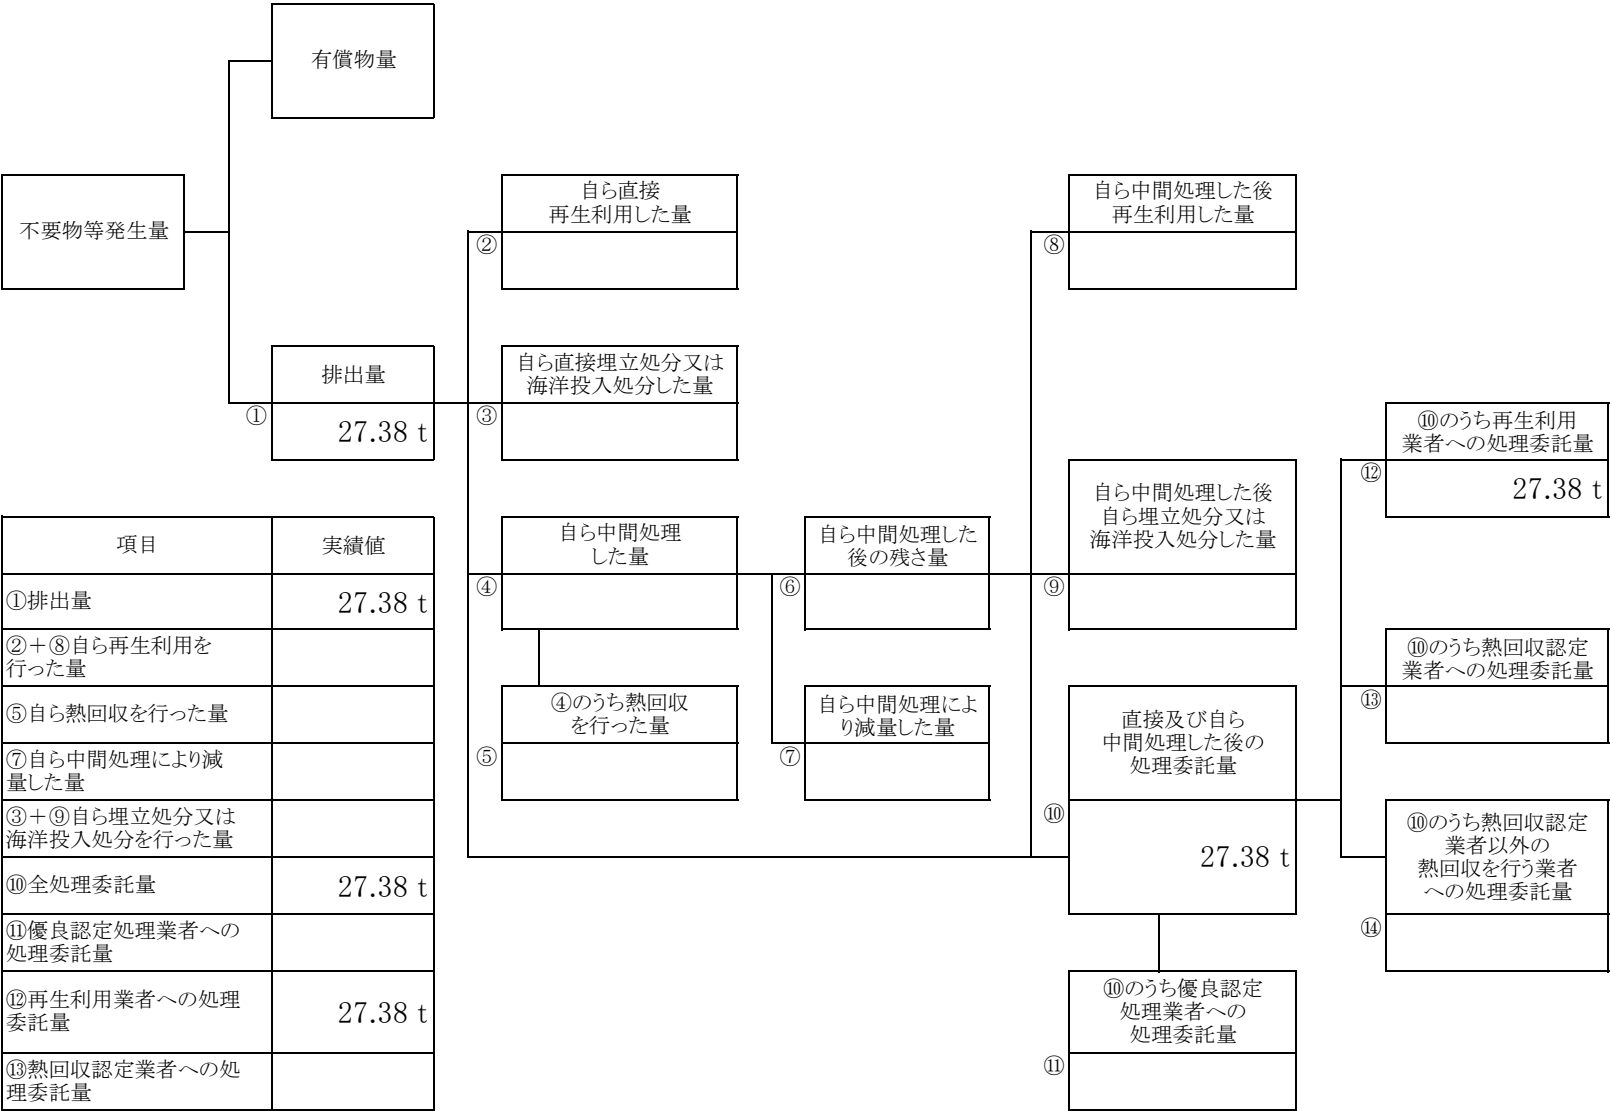 有償物量
不要物等発生量
自ら直接
再生利用した量
②
自ら中間処理した後
再生利用した量
⑧
排出量
①
27.38 t
自ら直接埋立処分又は
海洋投入処分した量
③
⑩のうち再生利用
業者への処理委託量
⑫
27.38 t
自ら中間処理
した量
④
自ら中間処理した
後の残さ量
⑥
自ら中間処理した後
自ら埋立処分又は
海洋投入処分した量
⑨
⑩のうち熱回収認定
業者への処理委託量
⑬
④のうち熱回収
を行った量
⑤
自ら中間処理によ
り減量した量
⑦
直接及び自ら
中間処理した後の
処理委託量
⑩
27.38 t
⑩のうち熱回収認定
業者以外の
熱回収を行う業者
への処理委託量
⑭
⑩のうち優良認定
処理業者への
処理委託量
⑪
項目 実績値
①排出量 27.38 t
②+⑧自ら再生利用を
行った量
⑤自ら熱回収を行った量
⑦自ら中間処理により減
量した量
③+⑨自ら埋立処分又は
海洋投入処分を行った量
⑩全処理委託量 27.38 t
⑪優良認定処理業者への
処理委託量
⑫再生利用業者への処理
委託量 27.38 t
⑬熱回収認定業者への処
理委託量